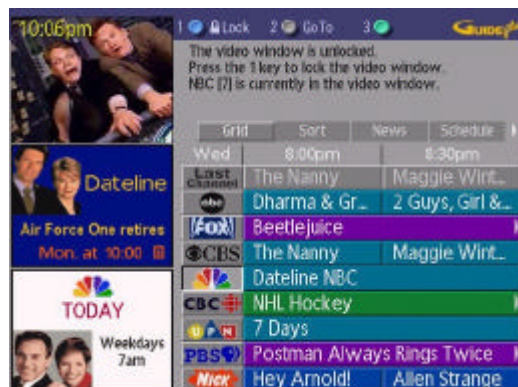 10:06pm
1 Lock 2 GoTo 3 GUIDE
The video window is unlocked.
Press the 1 key to lock the video window.
NBC [7] is currently in the video window.
Grid Sort News Schedule
Wed 8:00pm 8:30pm
Last Channel The Nanny Maggie Wint...
abc Dharma & Gr... 2 Guys, Girl &...
FOX Beetlejuice
CBS The Nanny Maggie Wint...
Dateline NBC
CBC NHL Hockey
UPN 7 Days
PBS Postman Always Rings Twice
NICK Hey Arnold! Allen Strange
Dateline
Air Force One retires
Mon. at 10:00
TODAY
Weekdays
7am